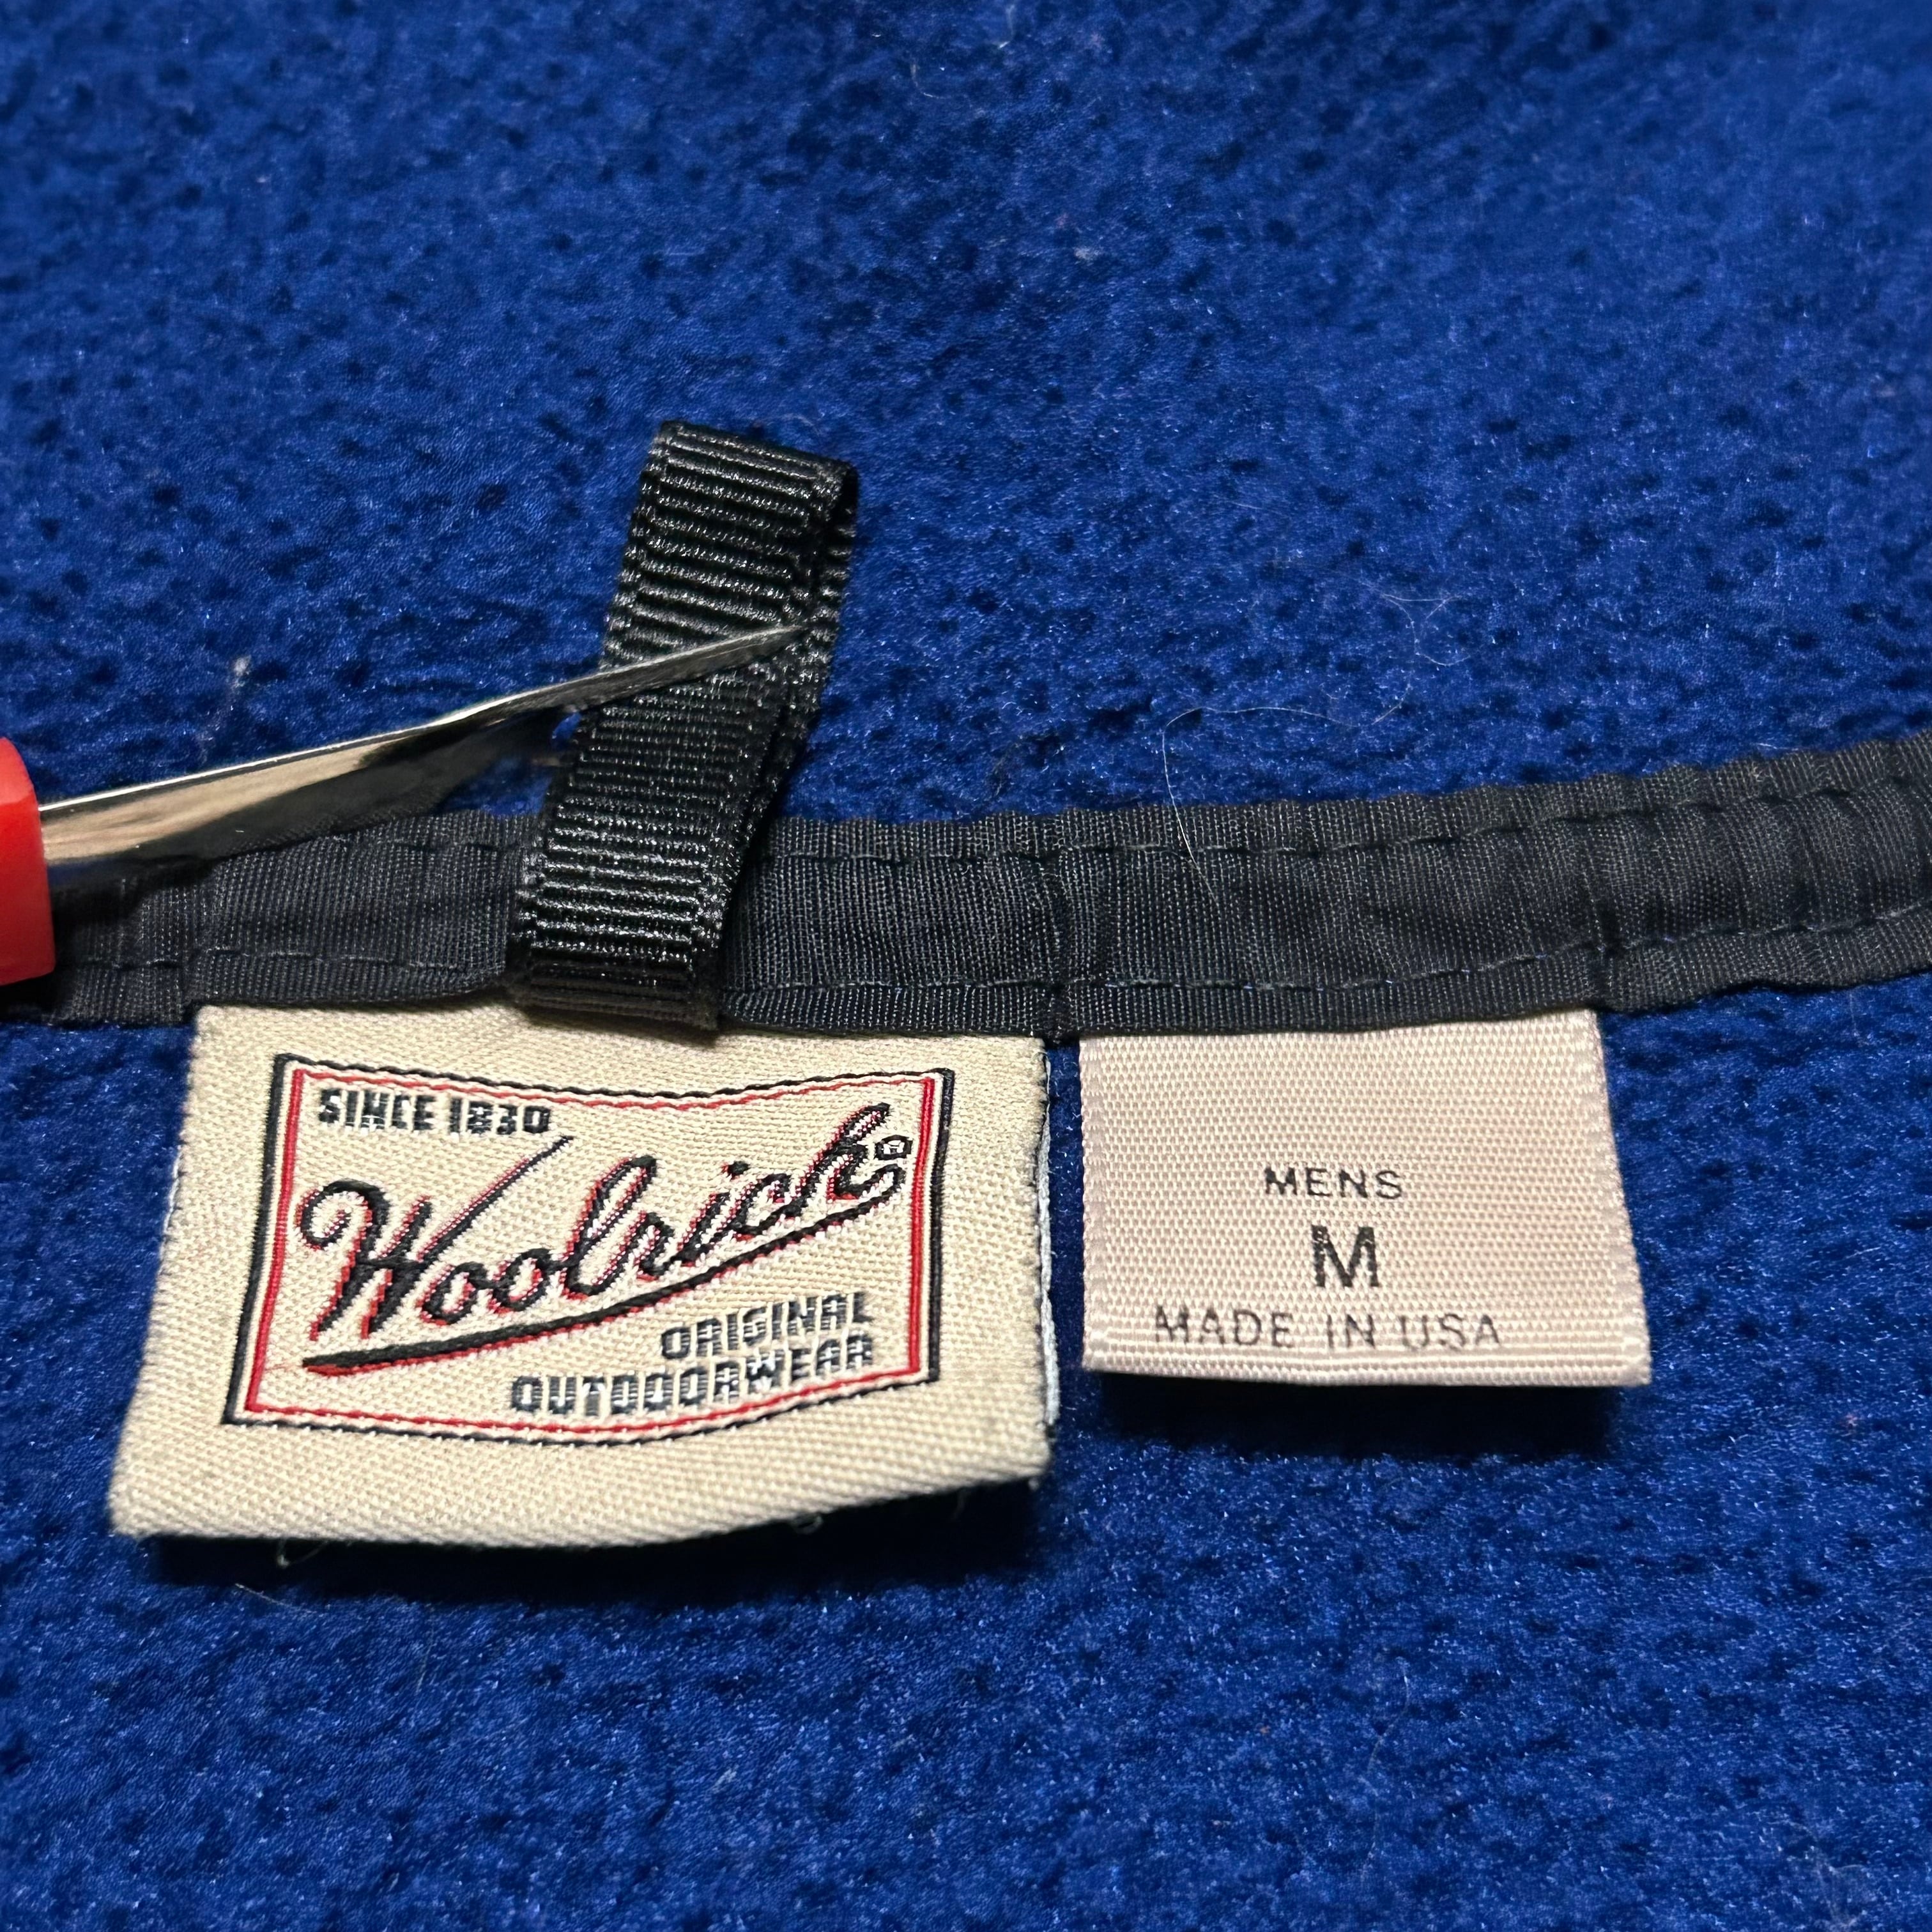 SINCE 1830
Woolrich®
ORIGINAL
OUTDOORWEAR
MENS
M
MADE IN USA